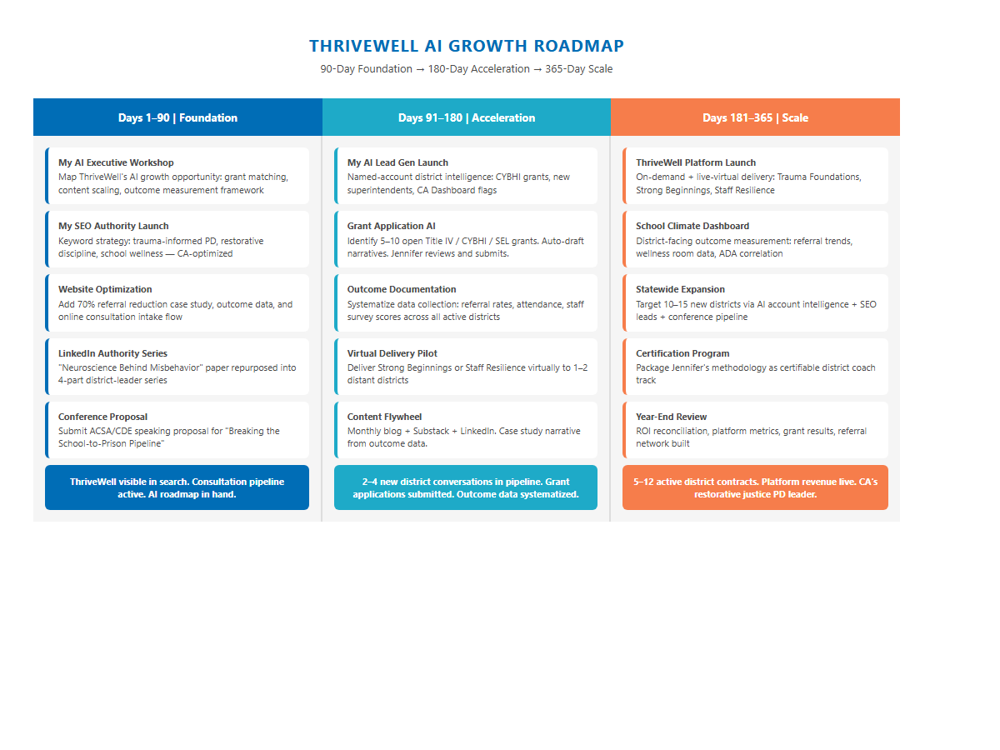 THRIVEWELL AI GROWTH ROADMAP
90-Day Foundation → 180-Day Acceleration → 365-Day Scale
Days 1–90 | Foundation
My AI Executive Workshop
Map ThriveWell's AI growth opportunity: grant matching,
content scaling, outcome measurement framework
My SEO Authority Launch
Keyword strategy: trauma-informed PD, restorative
discipline, school wellness — CA-optimized
Website Optimization
Add 70% referral reduction case study, outcome data, and
online consultation intake flow
LinkedIn Authority Series
"Neuroscience Behind Misbehavior" paper repurposed into
4-part district-leader series
Conference Proposal
Submit ACSA/CDE speaking proposal for "Breaking the
School-to-Prison Pipeline"
ThriveWell visible in search. Consultation pipeline
active. AI roadmap in hand.
Days 91–180 | Acceleration
My AI Lead Gen Launch
Named-account district intelligence: CYBHI grants, new
superintendents, CA Dashboard flags
Grant Application AI
Identify 5–10 open Title IV / CYBHI / SEL grants. Auto-draft
narratives. Jennifer reviews and submits.
Outcome Documentation
Systematize data collection: referral rates, attendance, staff
survey scores across all active districts
Virtual Delivery Pilot
Deliver Strong Beginnings or Staff Resilience virtually to 1–2
distant districts
Content Flywheel
Monthly blog + Substack + LinkedIn. Case study narrative
from outcome data.
2–4 new district conversations in pipeline. Grant
applications submitted. Outcome data systematized.
Days 181–365 | Scale
ThriveWell Platform Launch
On-demand + live-virtual delivery: Trauma Foundations,
Strong Beginnings, Staff Resilience
School Climate Dashboard
District-facing outcome measurement: referral trends,
wellness room data, ADA correlation
Statewide Expansion
Target 10–15 new districts via AI account intelligence + SEO
leads + conference pipeline
Certification Program
Package Jennifer's methodology as certifiable district coach
track
Year-End Review
ROI reconciliation, platform metrics, grant results, referral
network built
5–12 active district contracts. Platform revenue live. CA's
restorative justice PD leader.